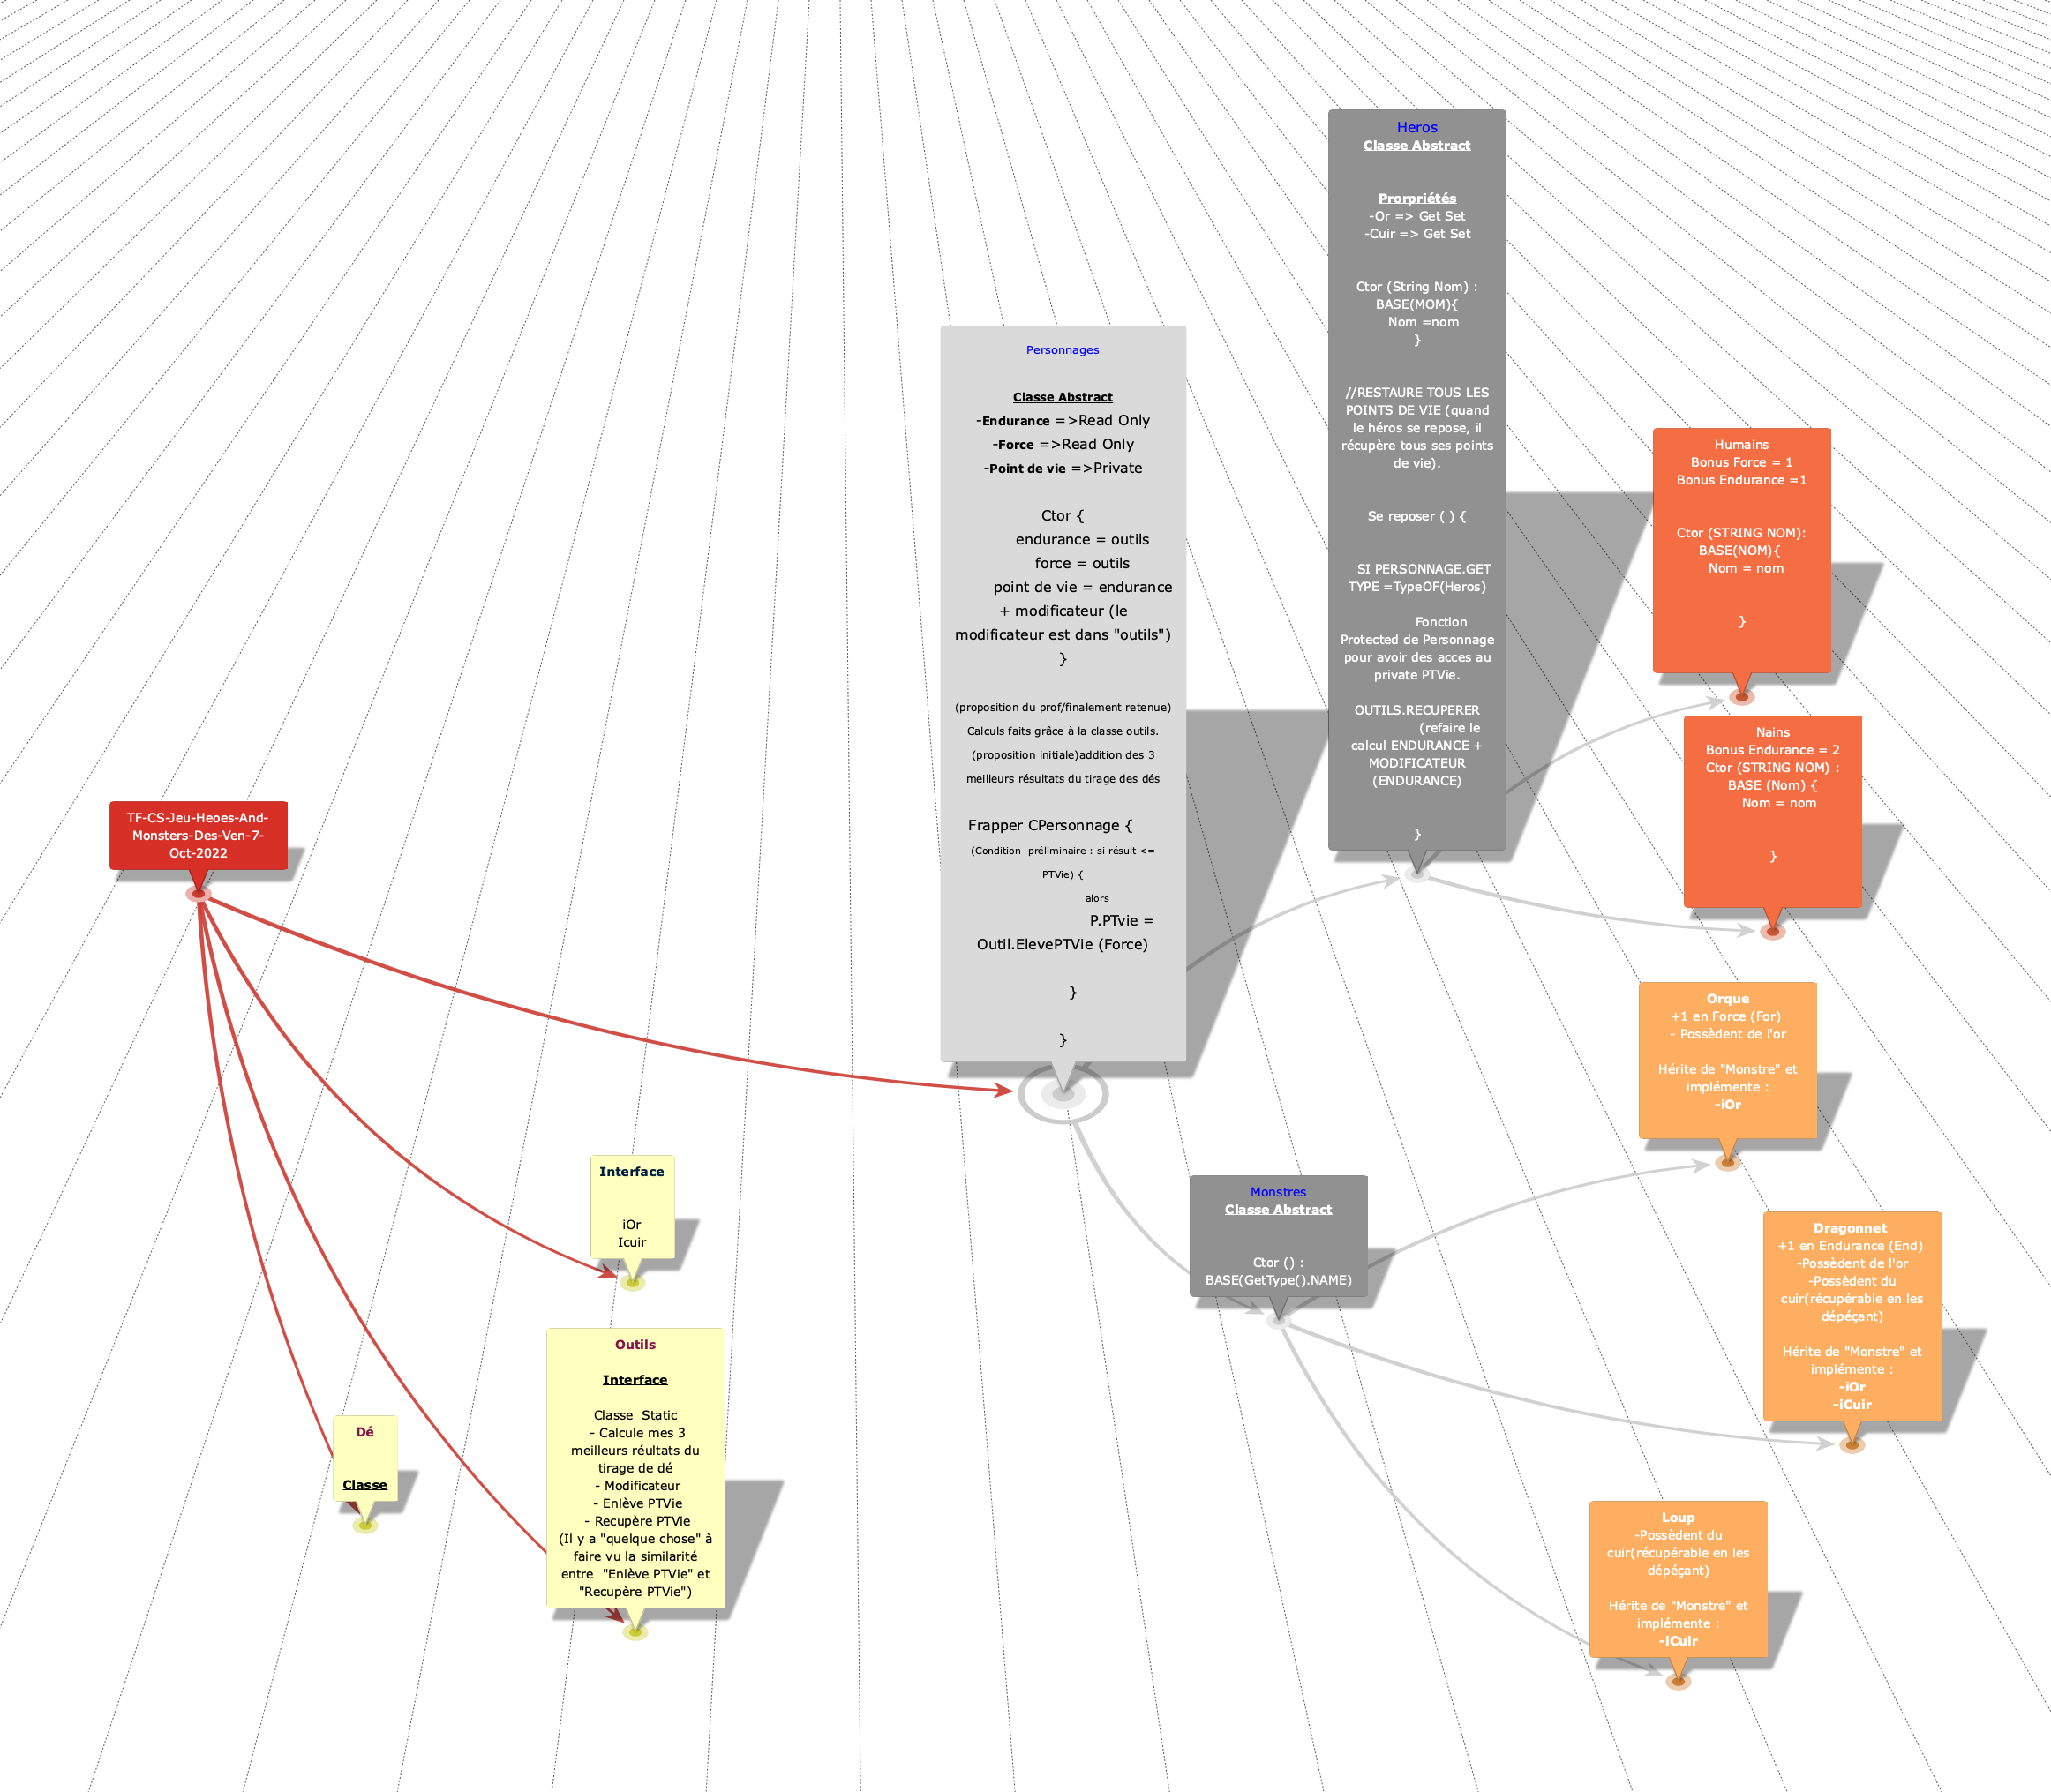 TF-CS-Jeu-Heoes-And-
Monsters-Des-Ven-7-
Oct-2022
Interface
iOr
Icuir
Outils
Interface
Classe  Static
- Calcule mes 3
meilleurs réultats du
tirage de dé
- Modificateur
- Enlève PTVie
- Recupère PTVie
(Il y a "quelque chose" à
faire vu la similarité
entre  "Enlève PTVie" et
"Recupère PTVie")
Dé
Classe
Personnages
Classe Abstract
-Endurance =>Read Only
-Force =>Read Only
-Point de vie =>Private
Ctor {
endurance = outils
force = outils
point de vie = endurance
+ modificateur (le
modificateur est dans "outils")
}
(proposition du prof/finalement retenue)
Calculs faits grâce à la classe outils.
(proposition initiale)addition des 3
meilleurs résultats du tirage des dés
Frapper CPersonnage {
(Condition  préliminaire : si résult <=
PTVie) {
alors
P.PTvie =
Outil.ElevePTVie (Force)
}
}
Heros
Classe Abstract
Prorpriétés
-Or => Get Set
-Cuir => Get Set
Ctor (String Nom) :
BASE(MOM){
Nom =nom
}
//RESTAURE TOUS LES
POINTS DE VIE (quand
le héros se repose, il
récupère tous ses points
de vie).
Se reposer ( ) {
SI PERSONNAGE.GET
TYPE =TypeOF(Heros)
Fonction
Protected de Personnage
pour avoir des acces au
private PTVie.
OUTILS.RECUPERER
(refaire le
calcul ENDURANCE +
MODIFICATEUR
(ENDURANCE)
}
Humains
Bonus Force = 1
Bonus Endurance =1
Ctor (STRING NOM):
BASE(NOM){
Nom = nom
}
Nains
Bonus Endurance = 2
Ctor (STRING NOM) :
BASE (Nom) {
Nom = nom
}
Monstres
Classe Abstract
Ctor () :
BASE(GetType().NAME)
Orque
+1 en Force (For)
- Possèdent de l'or
Hérite de "Monstre" et
implémente :
-iOr
Dragonnet
+1 en Endurance (End)
-Possèdent de l'or
-Possèdent du
cuir(récupérable en les
dépéçant)
Hérite de "Monstre" et
implémente :
-iOr
-iCuir
Loup
-Possèdent du
cuir(récupérable en les
dépéçant)
Hérite de "Monstre" et
implémente :
-iCuir